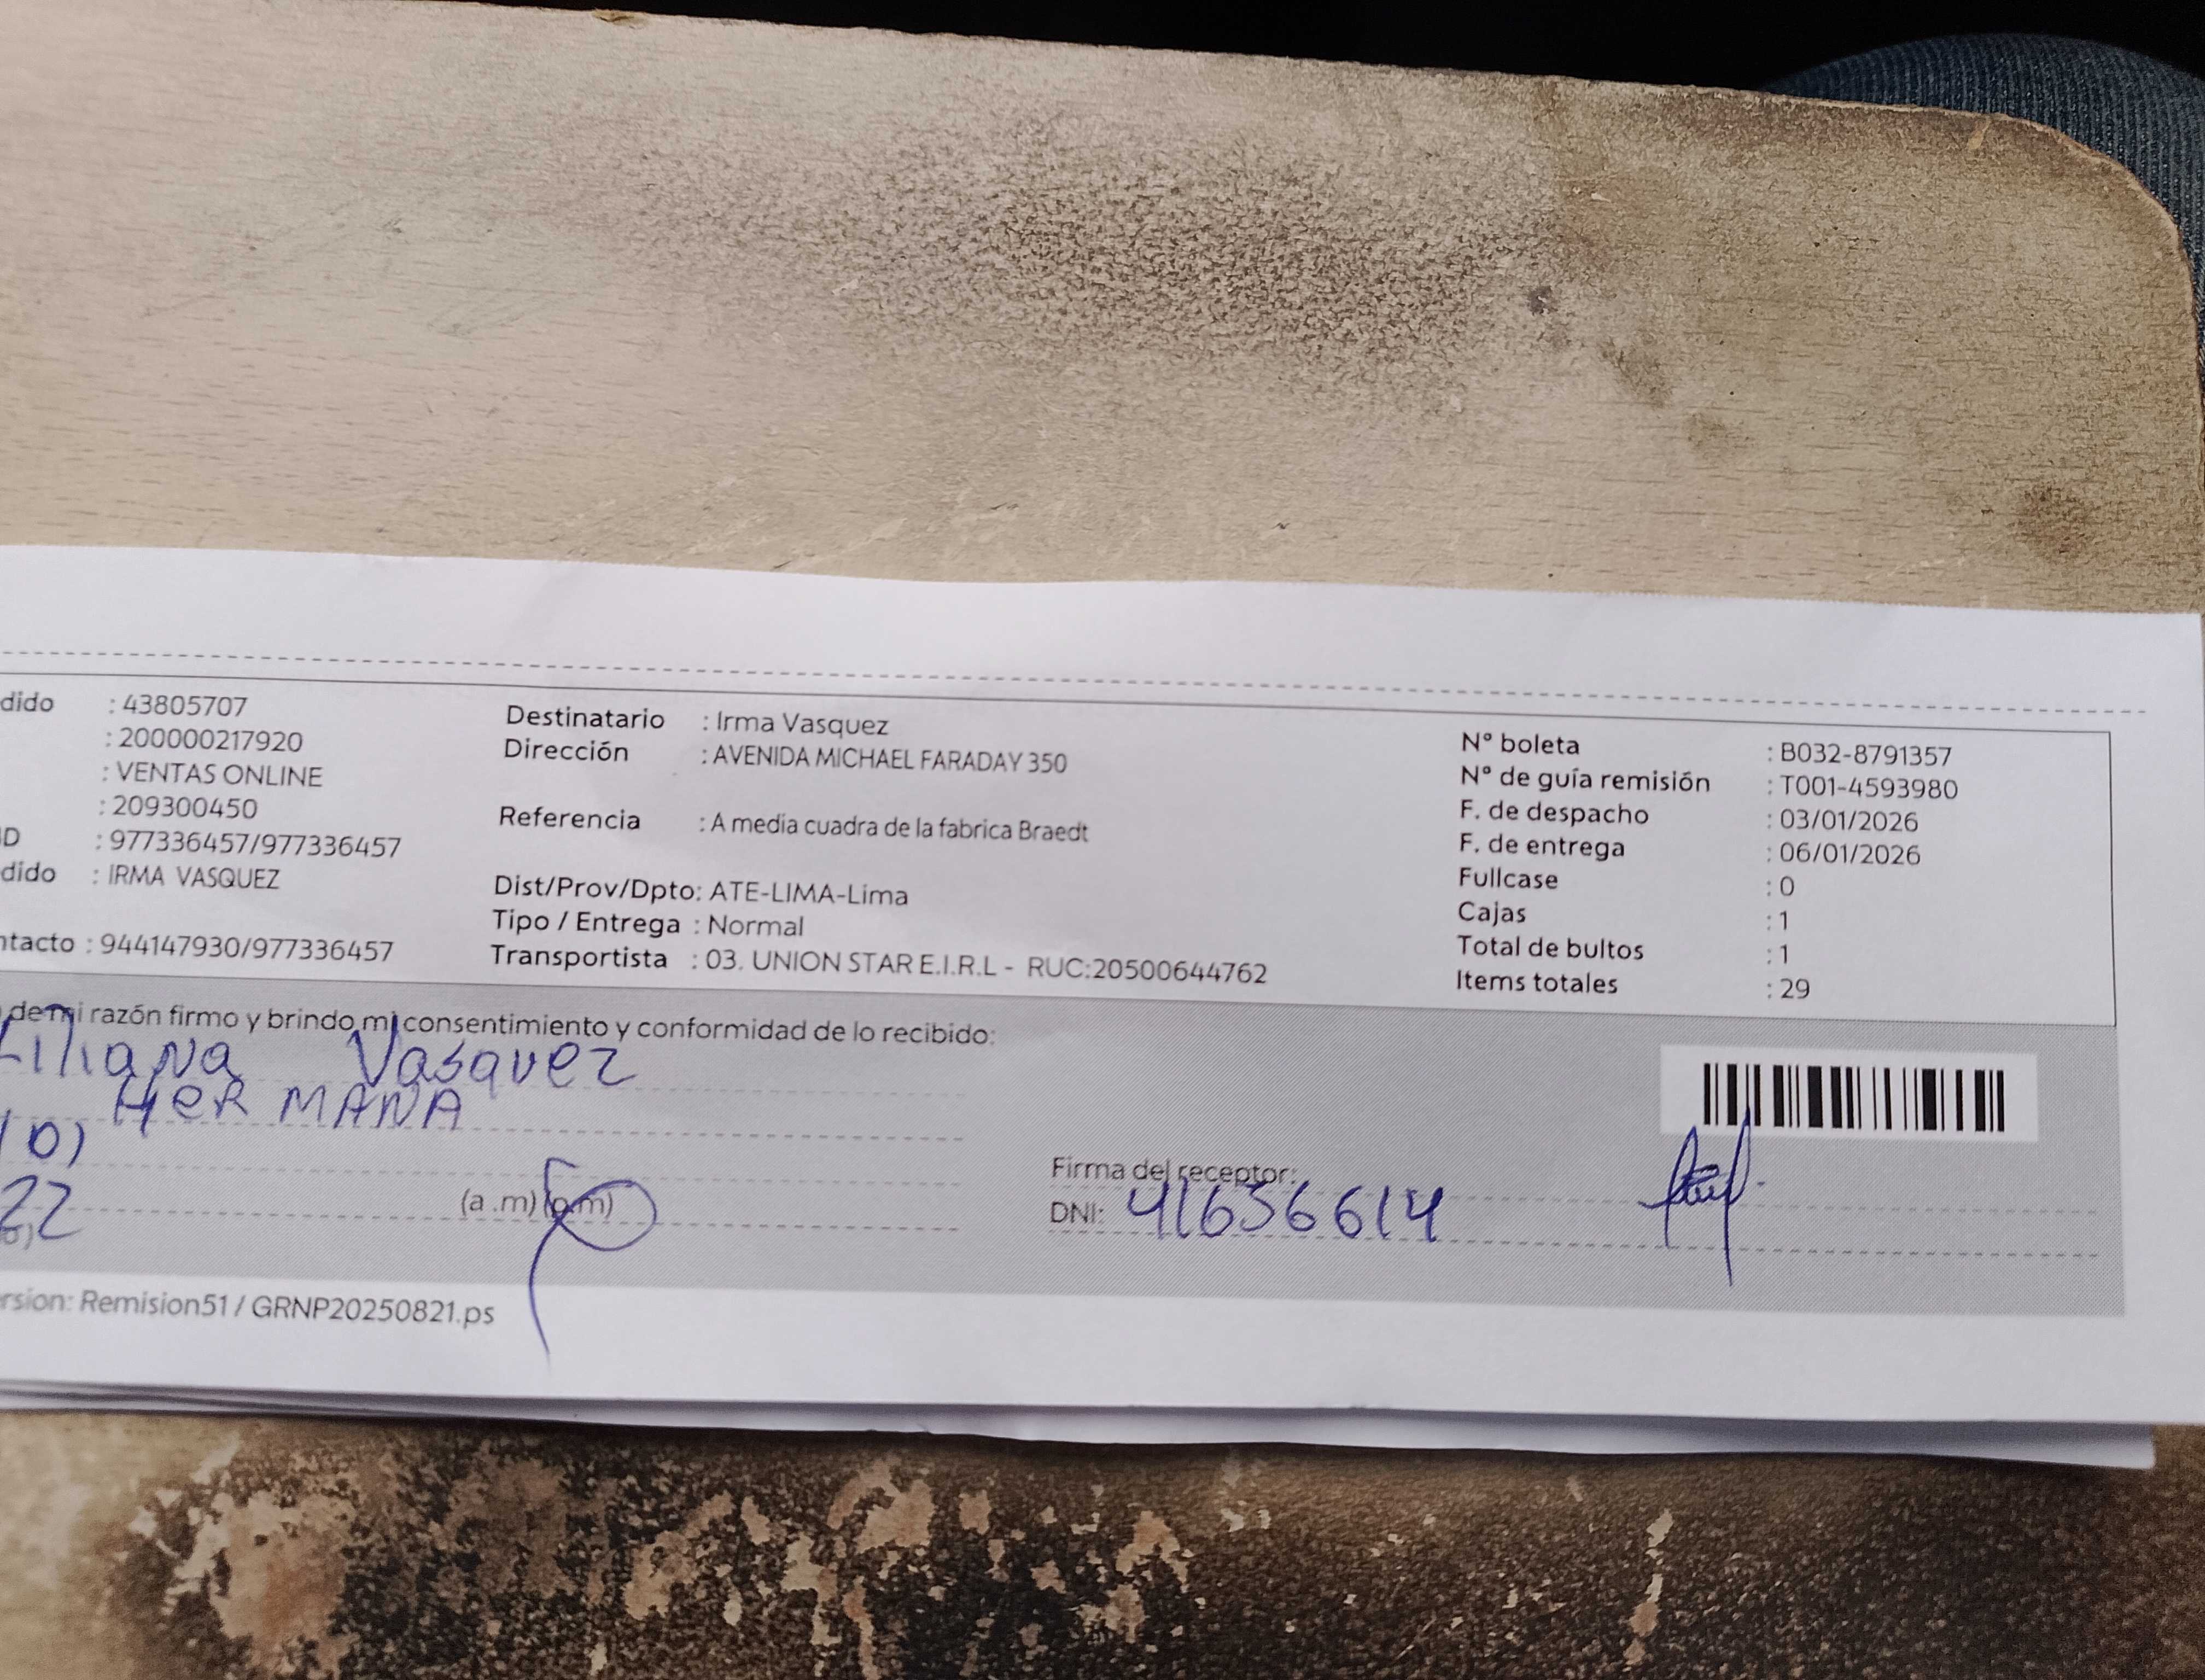 dido : 43805707
: 200000217920
: VENTAS ONLINE
: 209300450
D : 977336457/977336457
dido : IRMA VASQUEZ
ntacto : 944147930/977336457
Destinatario : Irma Vasquez
Dirección : AVENIDA MICHAEL FARADAY 350
Referencia : A media cuadra de la fabrica Braedt
Dist/Prov/Dpto: ATE-LIMA-Lima
Tipo / Entrega : Normal
Transportista : 03. UNION STAR E.I.R.L - RUC:20500644762
N° boleta : B032-8791357
N° de guía remisión : T001-4593980
F. de despacho : 03/01/2026
F. de entrega : 06/01/2026
Fullcase : 0
Cajas : 1
Total de bultos : 1
Items totales : 29
de mi razón firmo y brindo mi consentimiento y conformidad de lo recibido:
Liliana Vasquez
HERMANA
22 (a .m) (p.m)
Firma del receptor:
DNI: 41636614
rsion: Remision51 / GRNP20250821.ps